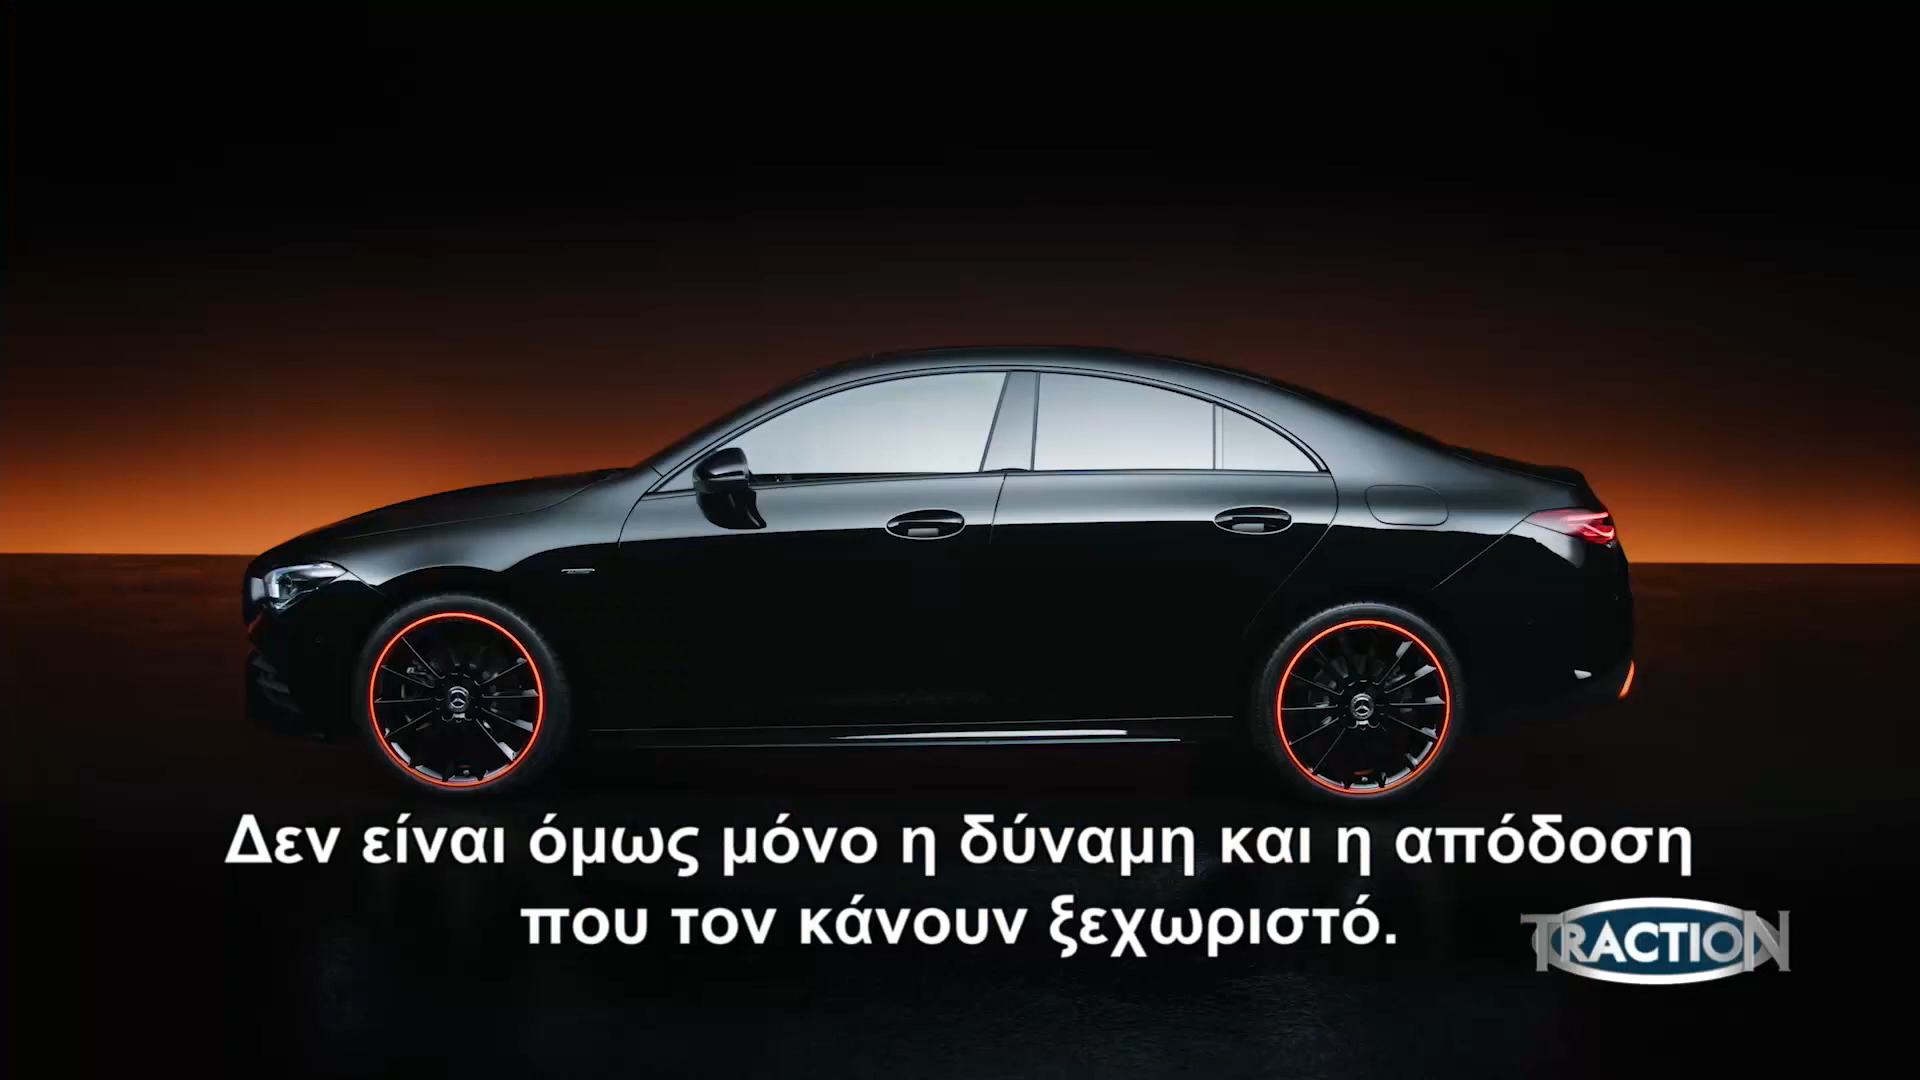 Δεν είναι όμως μόνο η δύναμη και η απόδοση
που τον κάνουν ξεχωριστό.
TRACTION